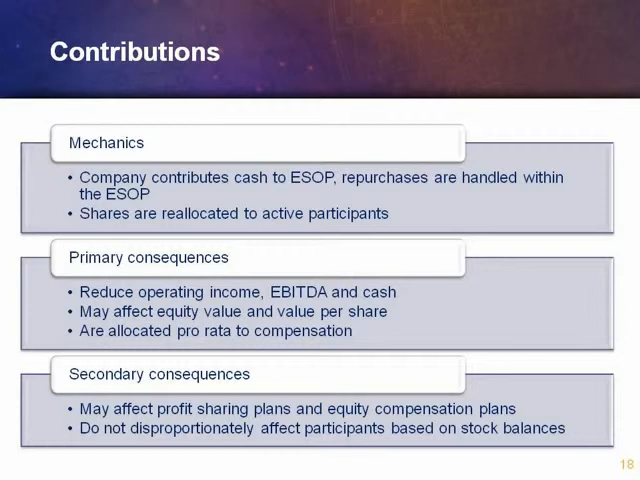 Contributions
Mechanics
• Company contributes cash to ESOP, repurchases are handled within
the ESOP
• Shares are reallocated to active participants
Primary consequences
• Reduce operating income, EBITDA and cash
• May affect equity value and value per share
• Are allocated pro rata to compensation
Secondary consequences
• May affect profit sharing plans and equity compensation plans
• Do not disproportionately affect participants based on stock balances
18